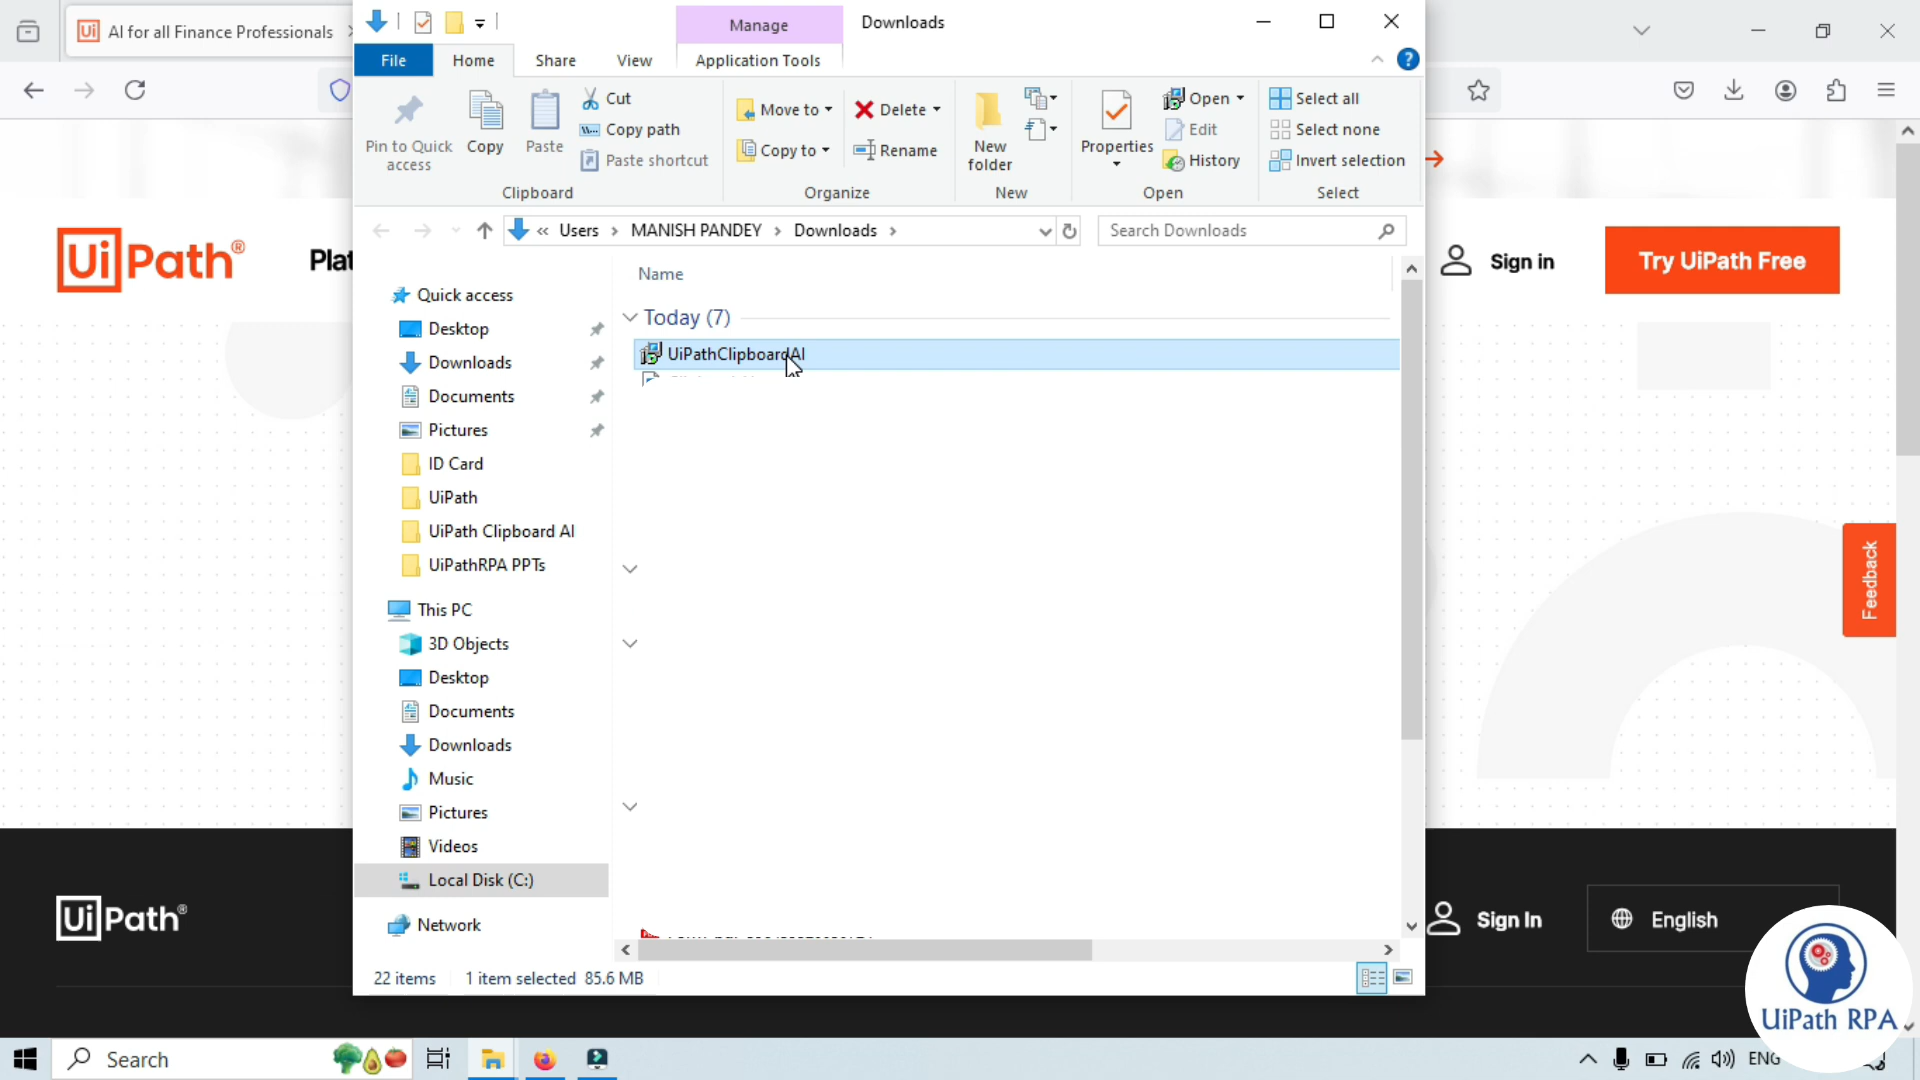 AI for all Finance Professionals
Manage
Downloads
File
Home
Share
View
Application Tools
Pin to Quick
access
Copy
Paste
Cut
Copy path
Paste shortcut
Clipboard
Move to
Copy to
Delete
Rename
Organize
New
folder
New
Properties
Open
Edit
History
Open
Select all
Select none
Invert selection
Select
« Users > MANISH PANDEY > Downloads >
Search Downloads
UiPath®
Plat
Sign in
Try UiPath Free
Quick access
Desktop
Downloads
Documents
Pictures
ID Card
UiPath
UiPath Clipboard AI
UiPathRPA PPTs
This PC
3D Objects
Desktop
Documents
Downloads
Music
Pictures
Videos
Local Disk (C:)
Network
Name
Today (7)
UiPathClipboardAI
22 items
1 item selected 85.6 MB
Feedback
UiPath®
Sign In
English
UiPath RPA
Search
ENG